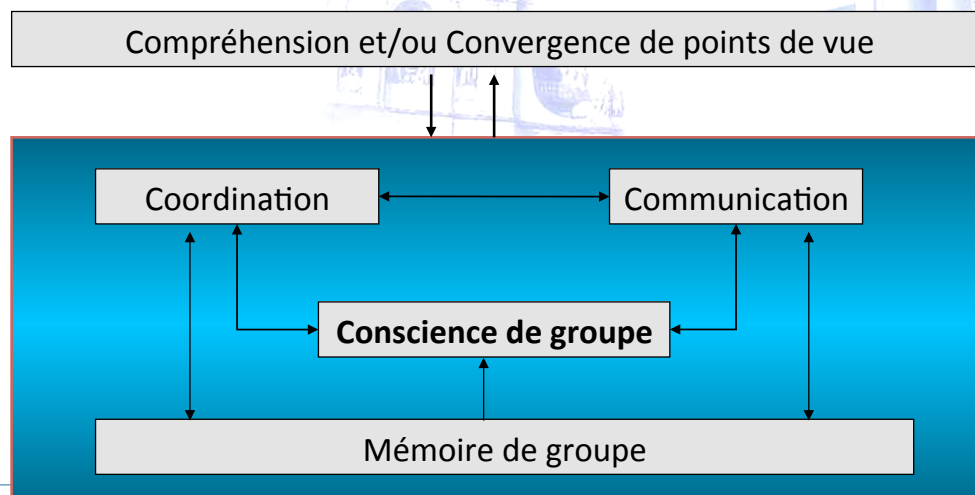 Compréhension et/ou Convergence de points de vue
Coordination
Communication
Conscience de groupe
Mémoire de groupe